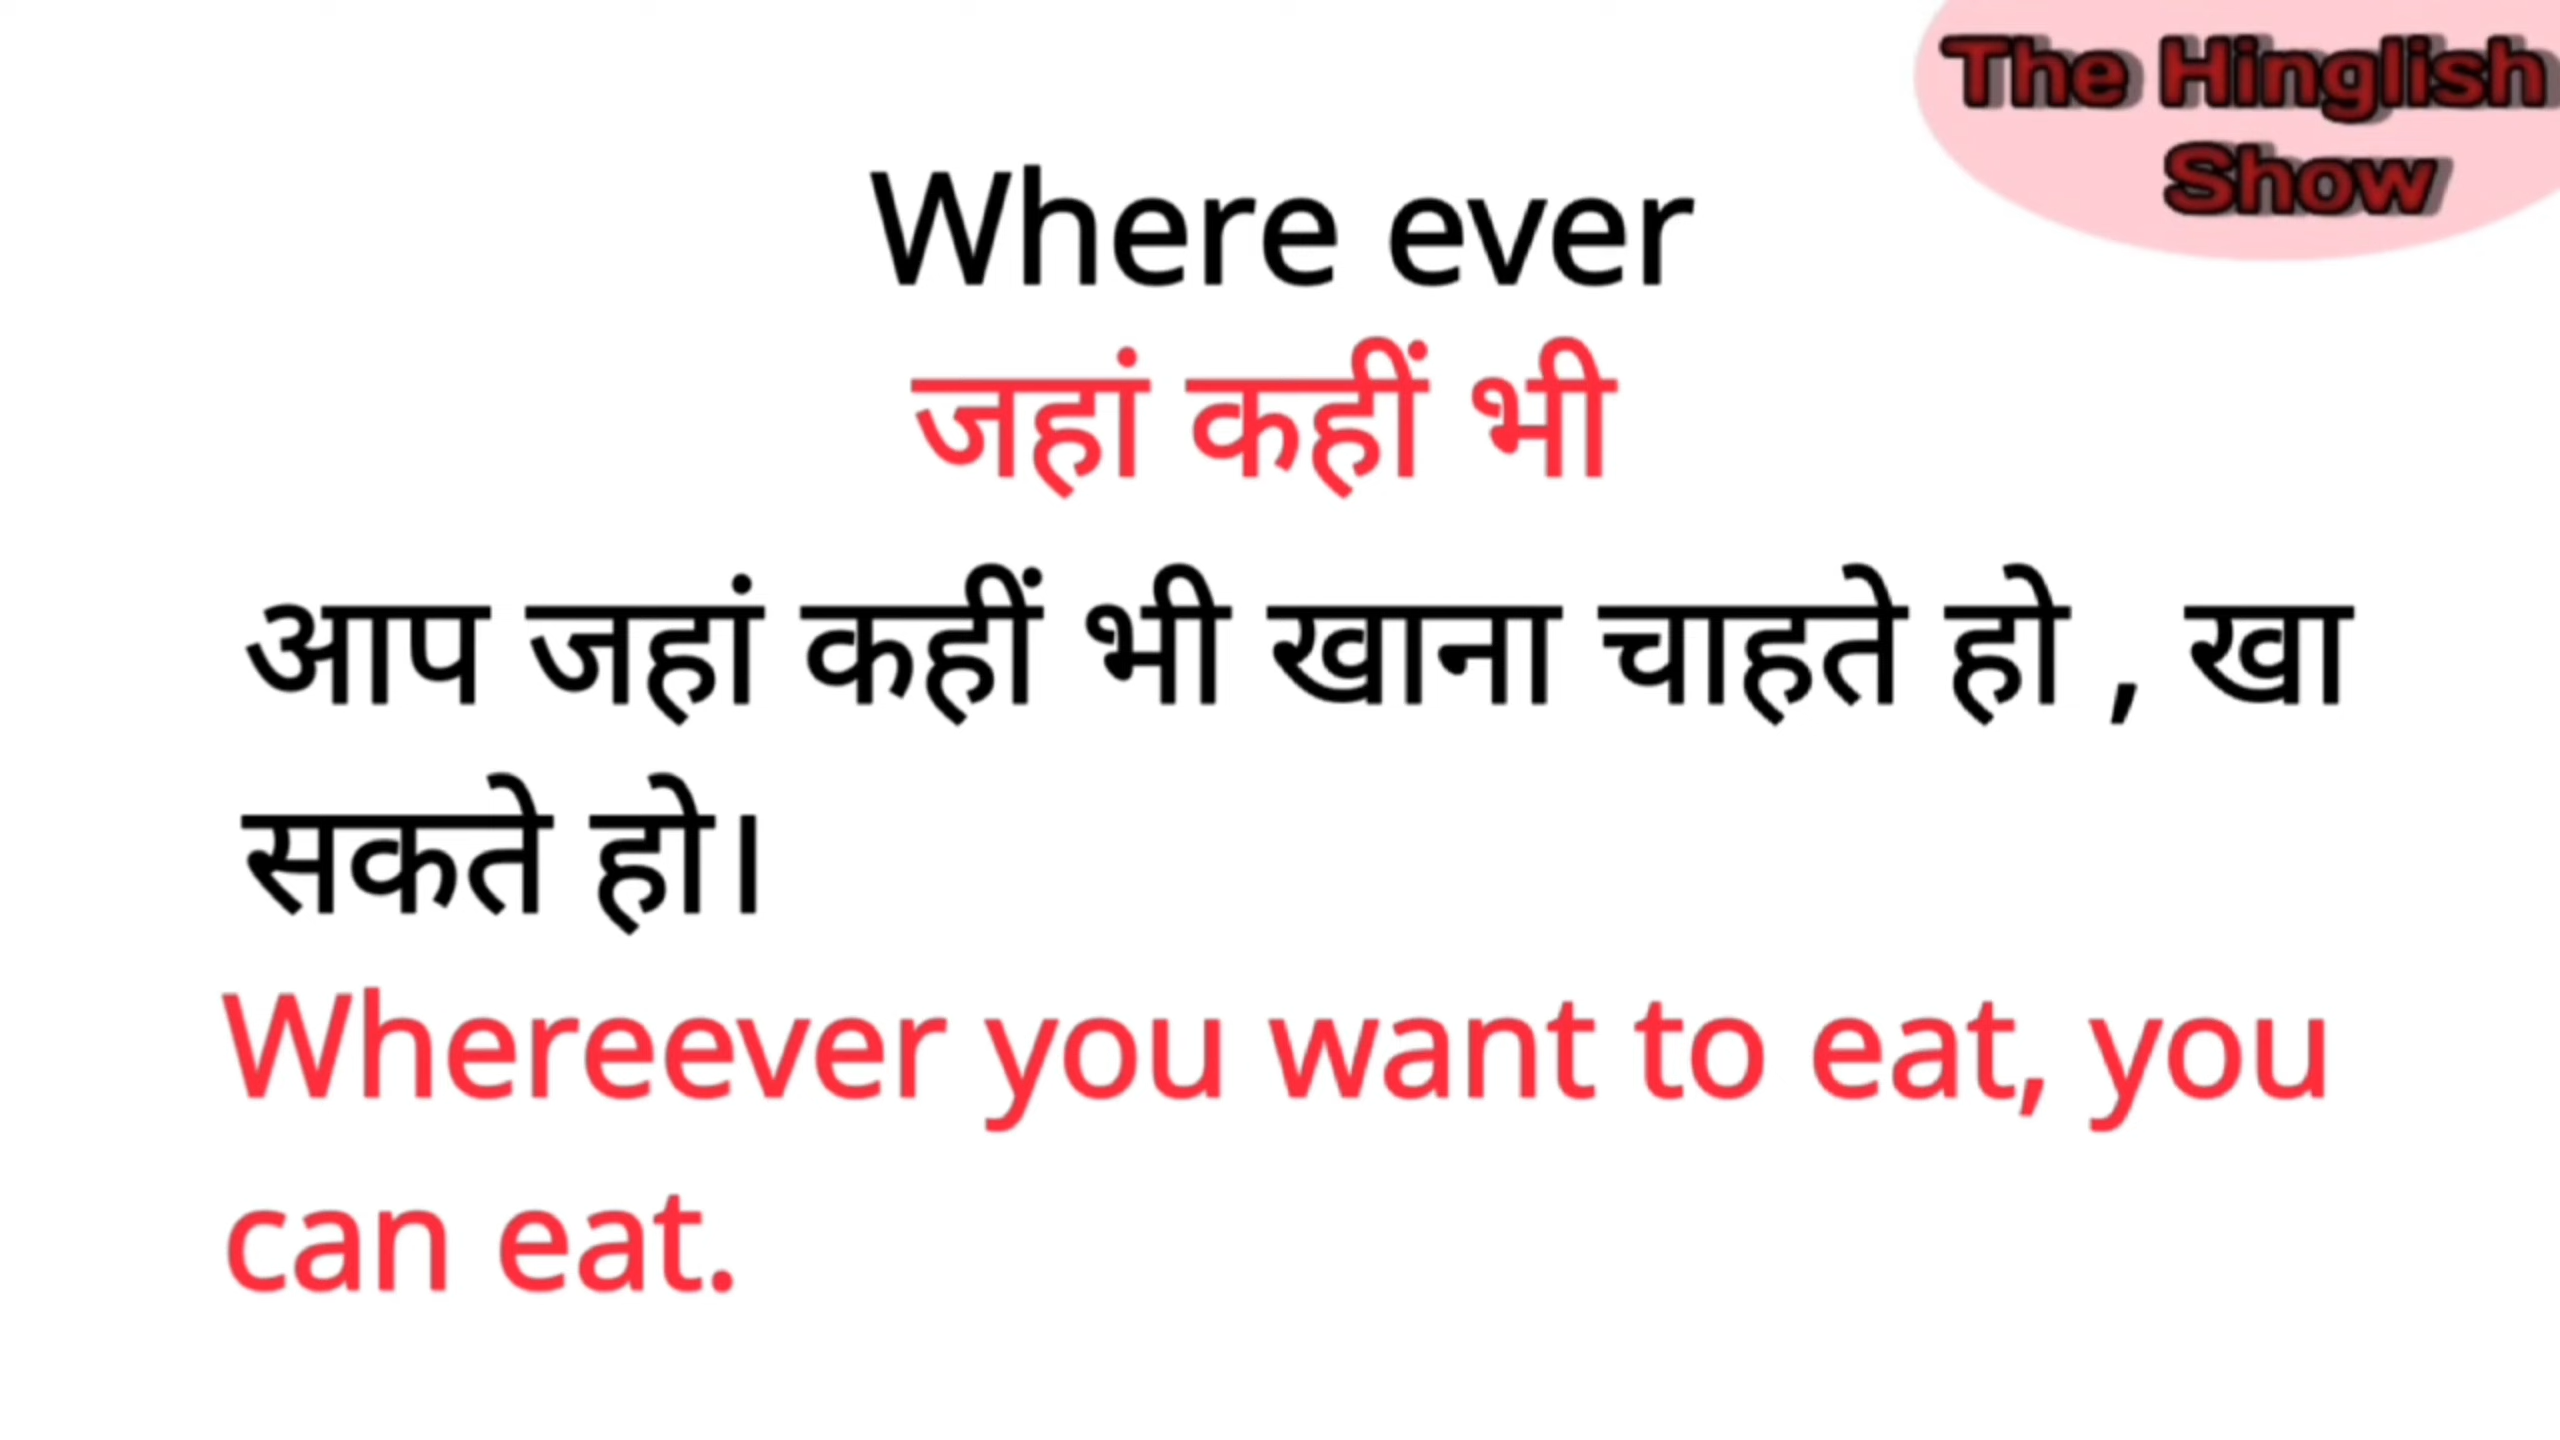 The Hinglish
Show
Where ever
जहां कहीं भी
आप जहां कहीं भी खाना चाहते हो , खा
सकते हो।
Whereever you want to eat, you
can eat.